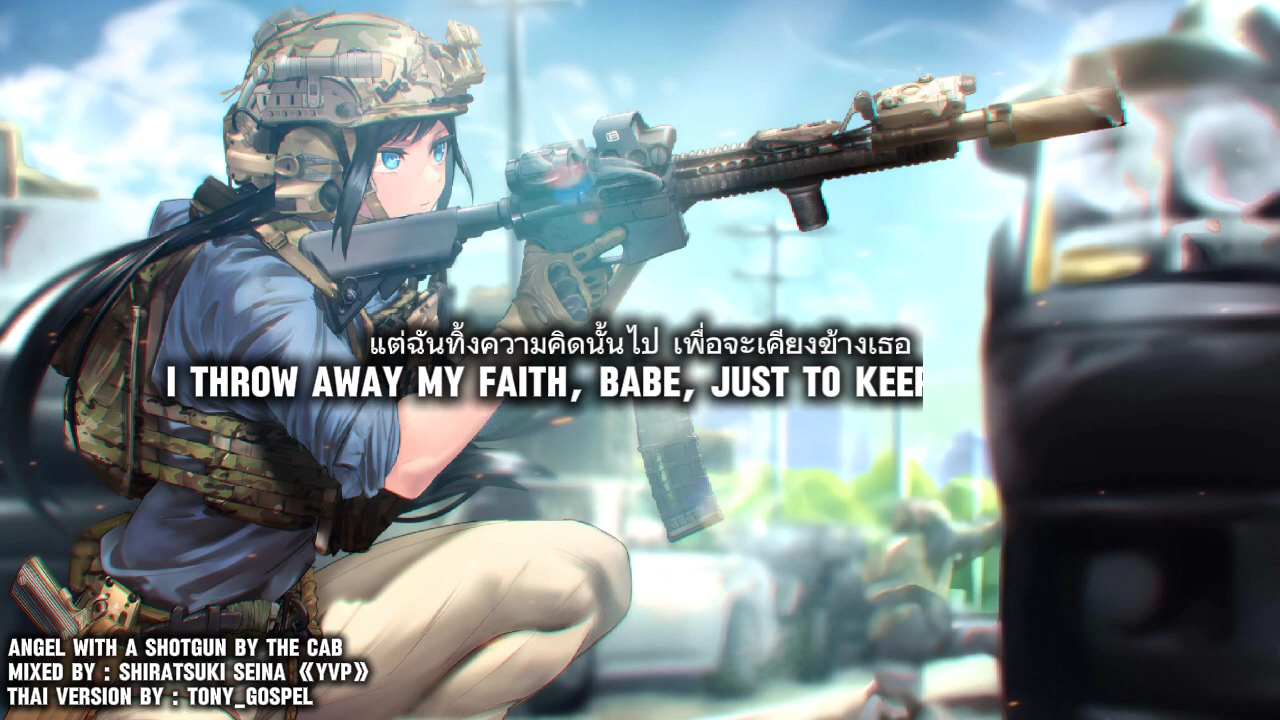 แต่ฉันทิ้งความคิดนั้นไป เพื่อจะเคียงข้างเธอ
I THROW AWAY MY FAITH, BABE, JUST TO KEEP
ANGEL WITH A SHOTGUN BY THE CAB
MIXED BY : SHIRATSUKI SEINA 《YVP》
THAI VERSION BY : TONY_GOSPEL